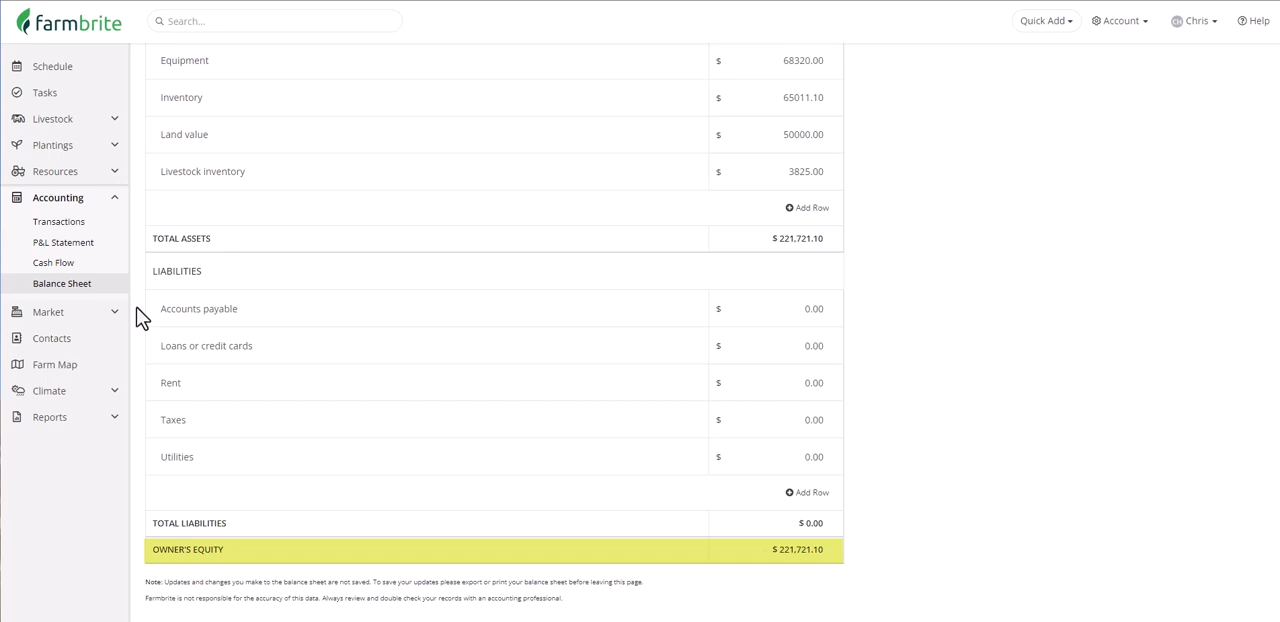 farmbrite
Search...
Quick Add
Account
CH
Chris
Help
Schedule
Tasks
Livestock
Plantings
Resources
Accounting
Transactions
P&L Statement
Cash Flow
Balance Sheet
Market
Contacts
Farm Map
Climate
Reports
Equipment $ 68320.00
Inventory $ 65011.10
Land value $ 50000.00
Livestock inventory $ 3825.00
Add Row
TOTAL ASSETS $ 221,721.10
LIABILITIES
Accounts payable $ 0.00
Loans or credit cards $ 0.00
Rent $ 0.00
Taxes $ 0.00
Utilities $ 0.00
Add Row
TOTAL LIABILITIES $ 0.00
OWNER'S EQUITY $ 221,721.10
Note: Updates and changes you make to the balance sheet are not saved. To save your updates please export or print your balance sheet before leaving this page.
Farmbrite is not responsible for the accuracy of this data. Always review and double check your records with an accounting professional.